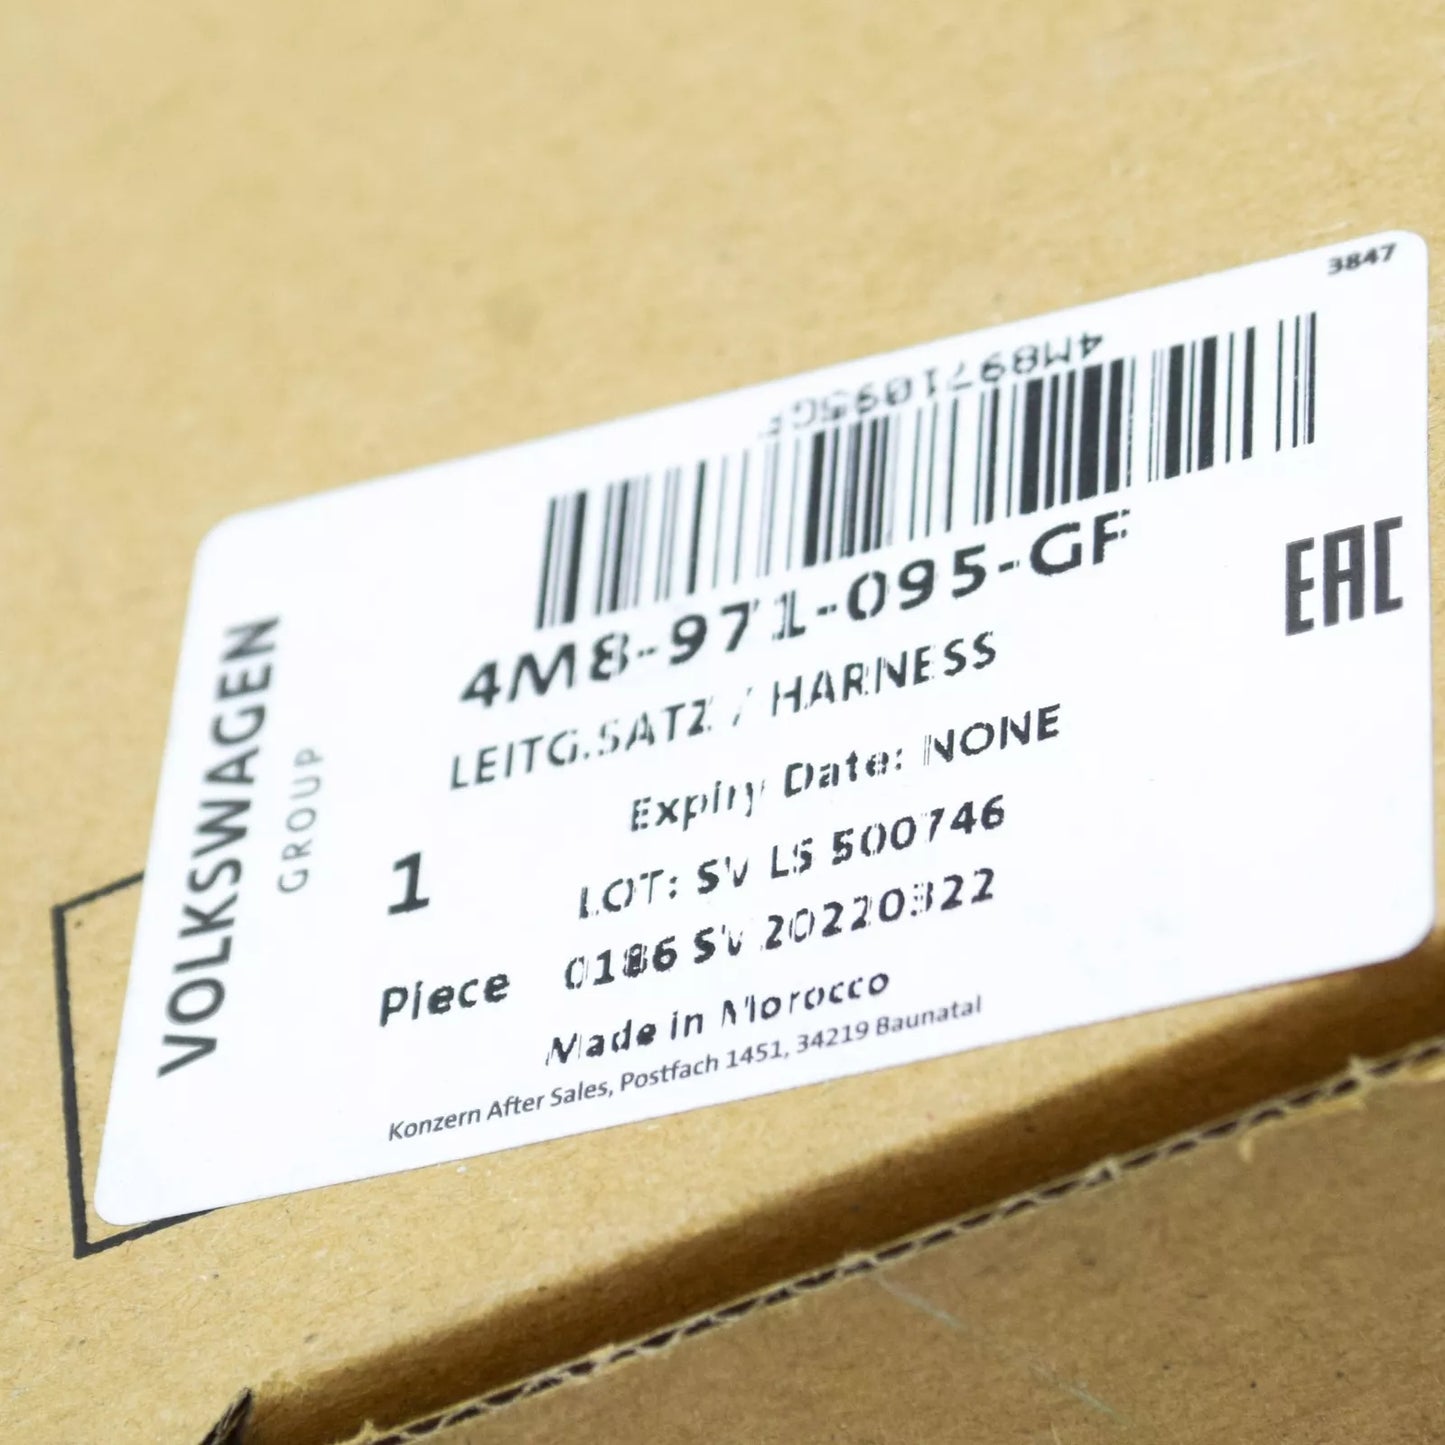 3847
4M8971095GF
4M8-971-095-GF
EAC
LEITG.SATZ / HARNESS
Expiry Date: NONE
LOT: SV LS 500746
0186 SV 20220322
1
Piece
Made in Morocco
Konzern After Sales, Postfach 1451, 34219 Baunatal
VOLKSWAGEN
GROUP